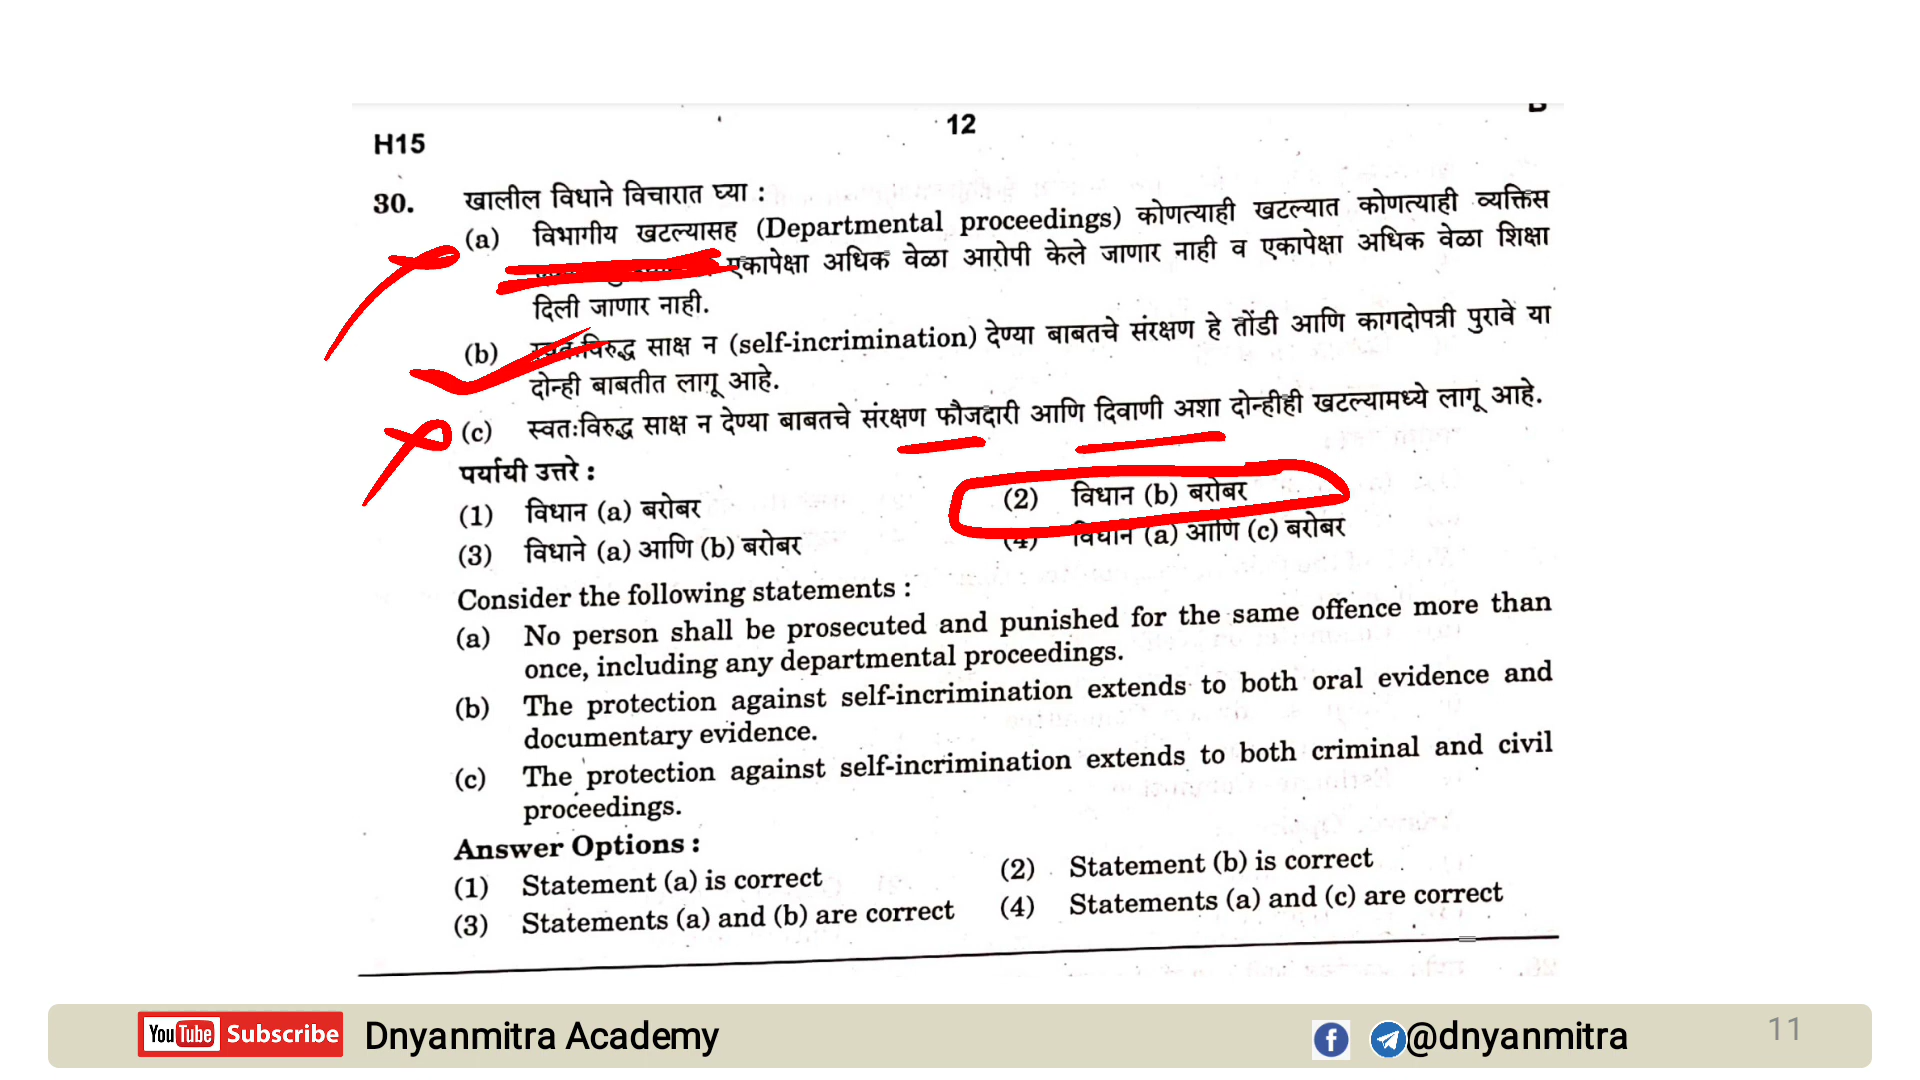 12
H15
30. खालील विधाने विचारात घ्या :
(a) विभागीय खटल्यासह (Departmental proceedings) कोणत्याही खटल्यात कोणत्याही व्यक्तिस
एकापेक्षा अधिक वेळा आरोपी केले जाणार नाही व एकापेक्षा अधिक वेळा शिक्षा
दिली जाणार नाही.
(b) स्वतःविरुद्ध साक्ष न (self-incrimination) देण्या बाबतचे संरक्षण हे तोंडी आणि कागदोपत्री पुरावे या
दोन्ही बाबतीत लागू आहे.
(c) स्वतःविरुद्ध साक्ष न देण्या बाबतचे संरक्षण फौजदारी आणि दिवाणी अशा दोन्हीही खटल्यामध्ये लागू आहे.
पर्यायी उत्तरे :
(1) विधान (a) बरोबर (2) विधान (b) बरोबर
(3) विधाने (a) आणि (b) बरोबर (4) विधाने (a) आणि (c) बरोबर
Consider the following statements :
(a) No person shall be prosecuted and punished for the same offence more than
once, including any departmental proceedings.
(b) The protection against self-incrimination extends to both oral evidence and
documentary evidence.
(c) The protection against self-incrimination extends to both criminal and civil
proceedings.
Answer Options :
(1) Statement (a) is correct (2) Statement (b) is correct
(3) Statements (a) and (b) are correct (4) Statements (a) and (c) are correct
YouTube Subscribe Dnyanmitra Academy f @dnyanmitra 11